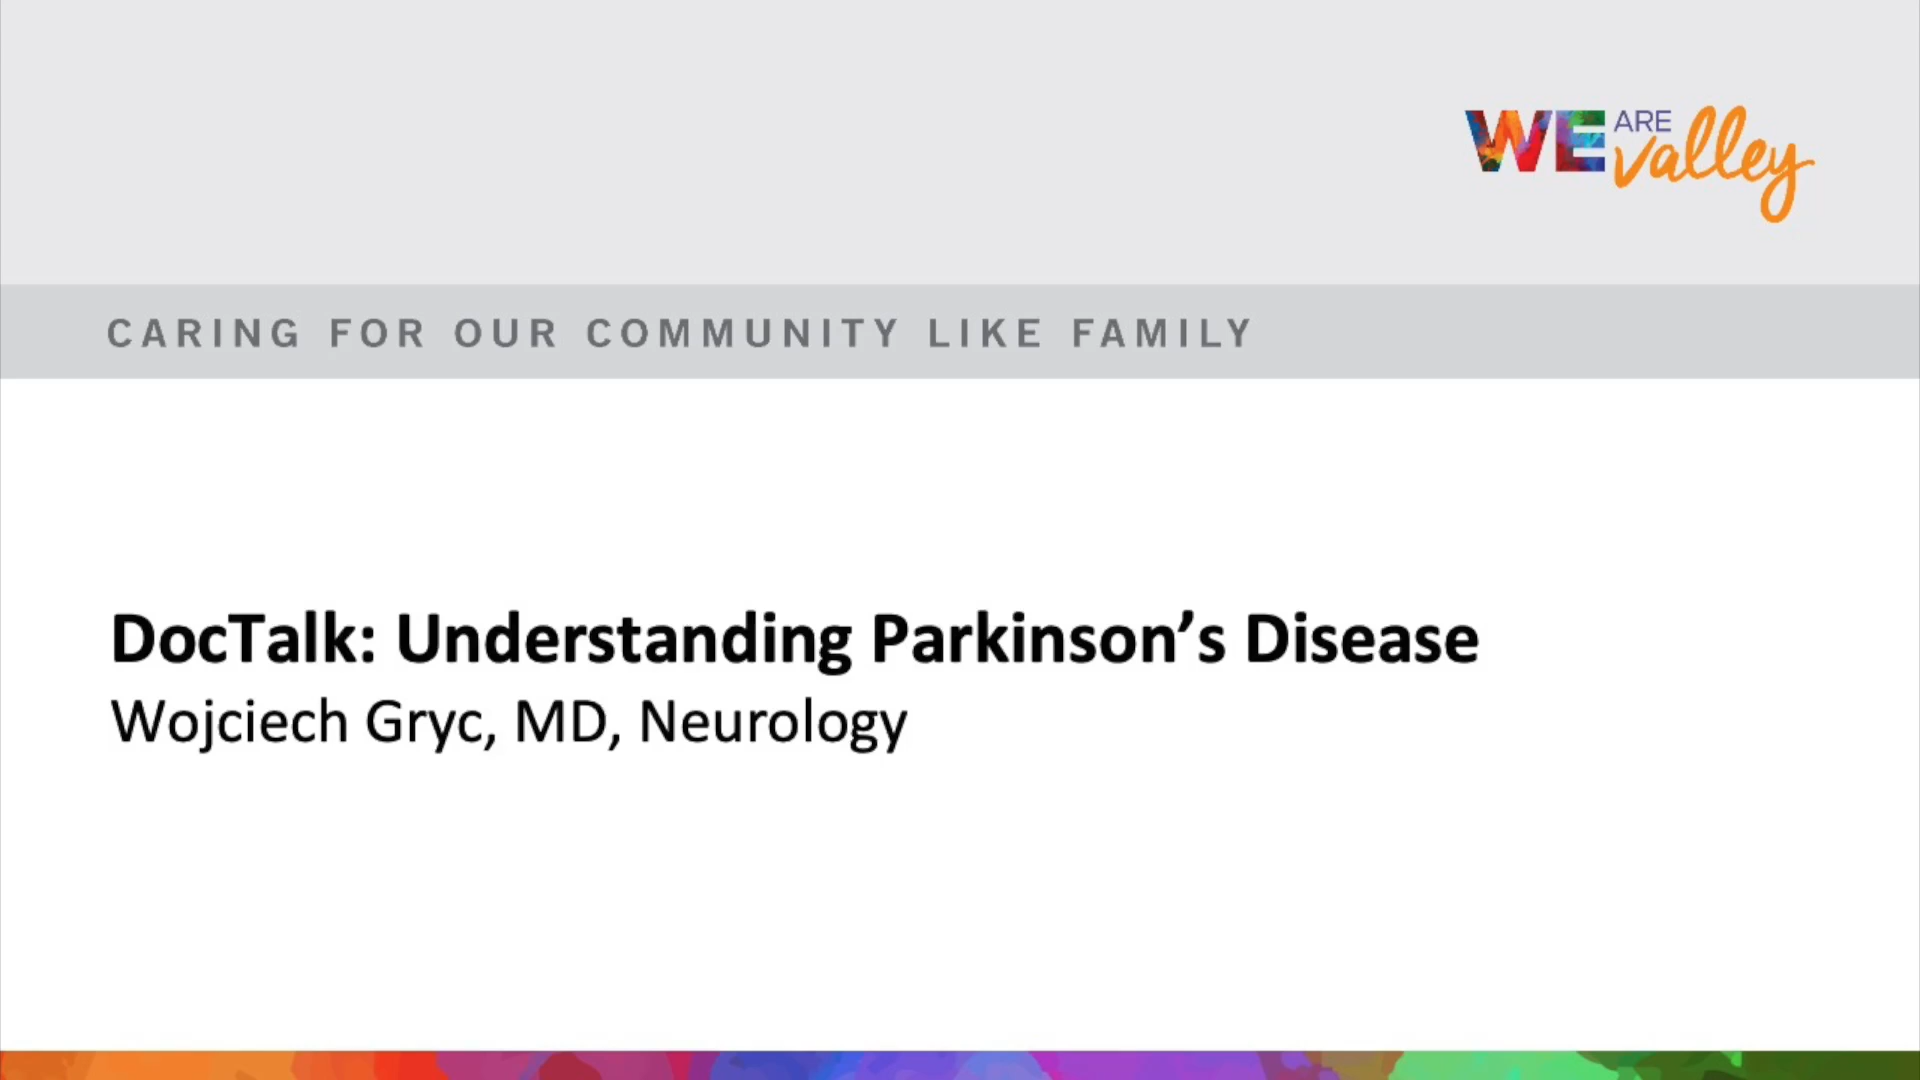 WE ARE valley
CARING FOR OUR COMMUNITY LIKE FAMILY
DocTalk: Understanding Parkinson’s Disease
Wojciech Gryc, MD, Neurology